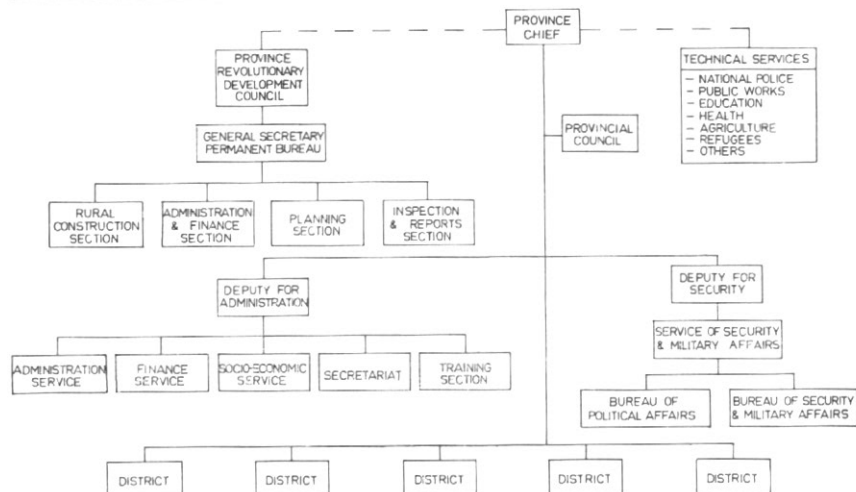 PROVINCE
CHIEF
PROVINCE
REVOLUTIONARY
DEVELOPMENT
COUNCIL
TECHNICAL SERVICES
– NATIONAL POLICE
– PUBLIC WORKS
– EDUCATION
– HEALTH
– AGRICULTURE
– REFUGEES
– OTHERS
GENERAL SECRETARY
PERMANENT BUREAU
PROVINCIAL
COUNCIL
RURAL
CONSTRUCTION
SECTION
ADMINISTRATION
& FINANCE
SECTION
PLANNING
SECTION
INSPECTION
& REPORTS
SECTION
DEPUTY FOR
ADMINISTRATION
DEPUTY FOR
SECURITY
SERVICE OF SECURITY
& MILITARY AFFAIRS
ADMINISTRATION
SERVICE
FINANCE
SERVICE
SOCIO-ECONOMIC
SERVICE
SECRETARIAT
TRAINING
SECTION
BUREAU OF
POLITICAL AFFAIRS
BUREAU OF SECURITY
& MILITARY AFFAIRS
DISTRICT
DISTRICT
DISTRICT
DISTRICT
DISTRICT